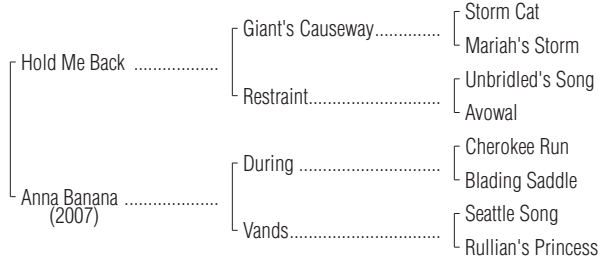 Storm Cat
Giant's Causeway..............
Mariah's Storm
Hold Me Back ..................
Unbridled's Song
Restraint............................
Avowal
Cherokee Run
During ..............................
Blading Saddle
Anna Banana ....................
(2007)
Seattle Song
Vands................................
Rullian's Princess